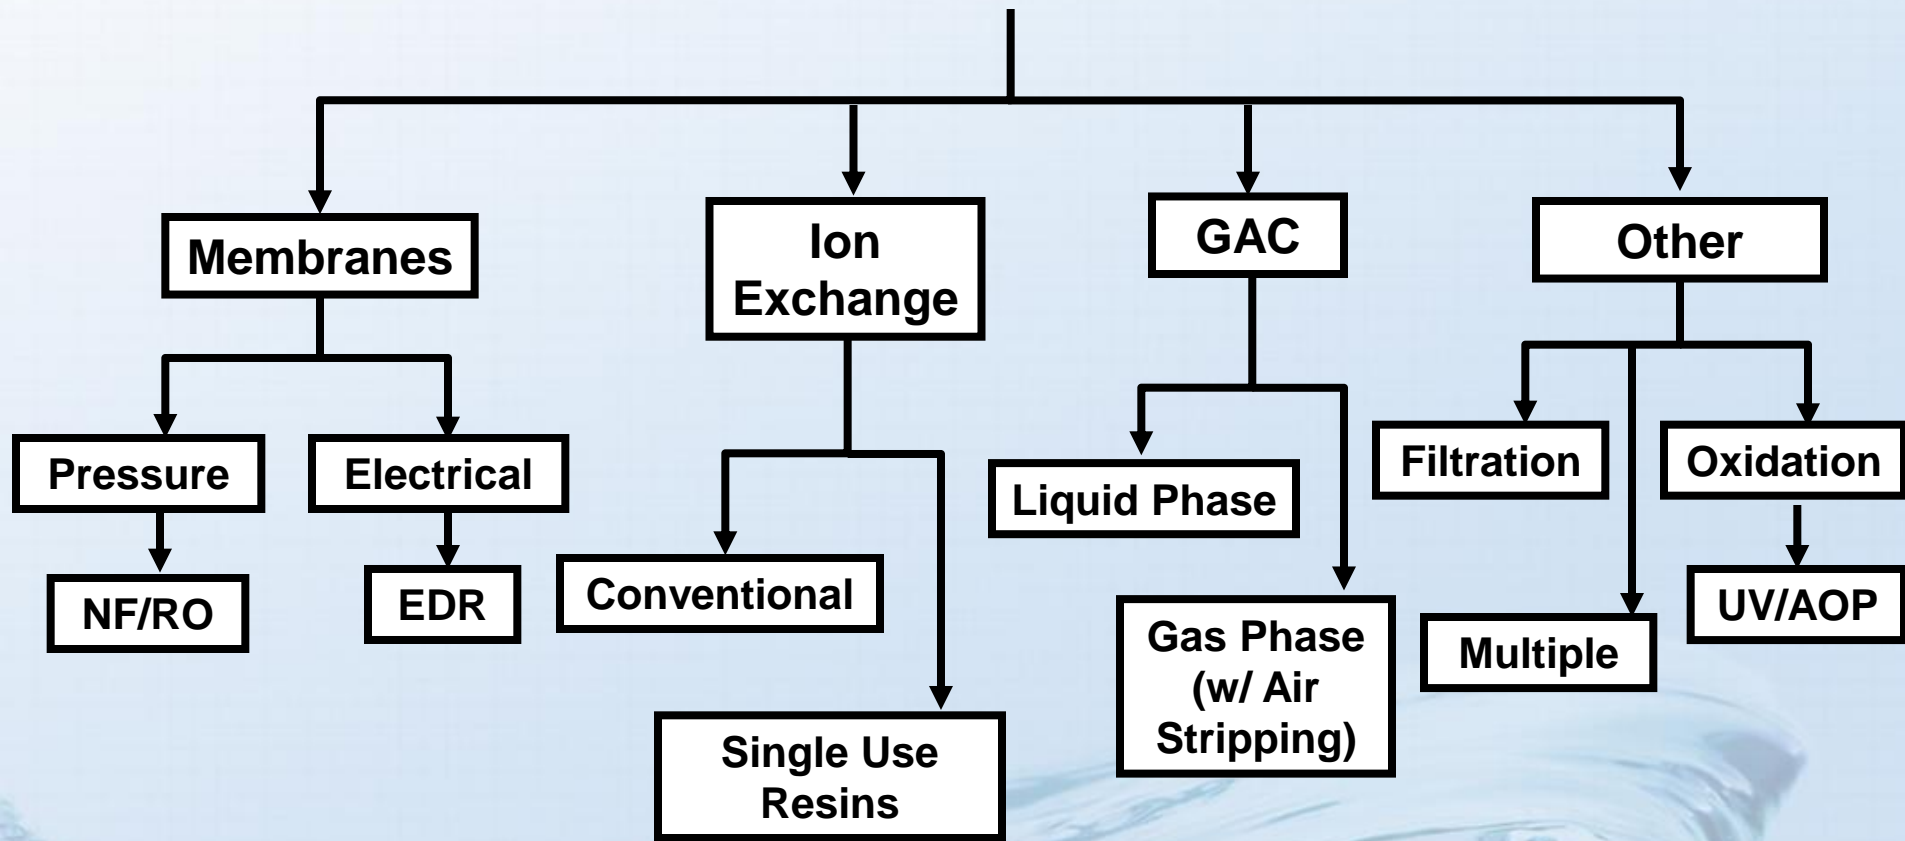 Membranes
Ion
Exchange
GAC
Other
Pressure
Electrical
Liquid Phase
Filtration
Oxidation
NF/RO
EDR
Conventional
Gas Phase
(w/ Air
Stripping)
Multiple
UV/AOP
Single Use
Resins